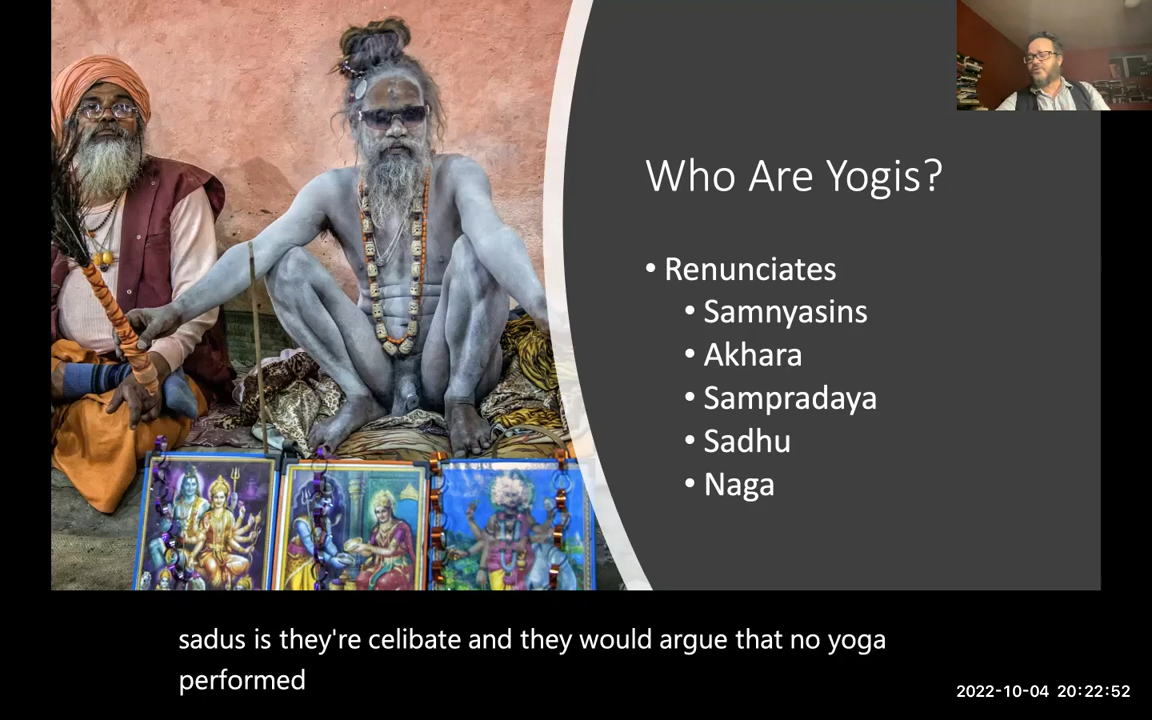 Who Are Yogis?
• Renunciates
• Samnyasins
• Akhara
• Sampradaya
• Sadhu
• Naga
sadus is they're celibate and they would argue that no yoga
performed
2022-10-04 20:22:52